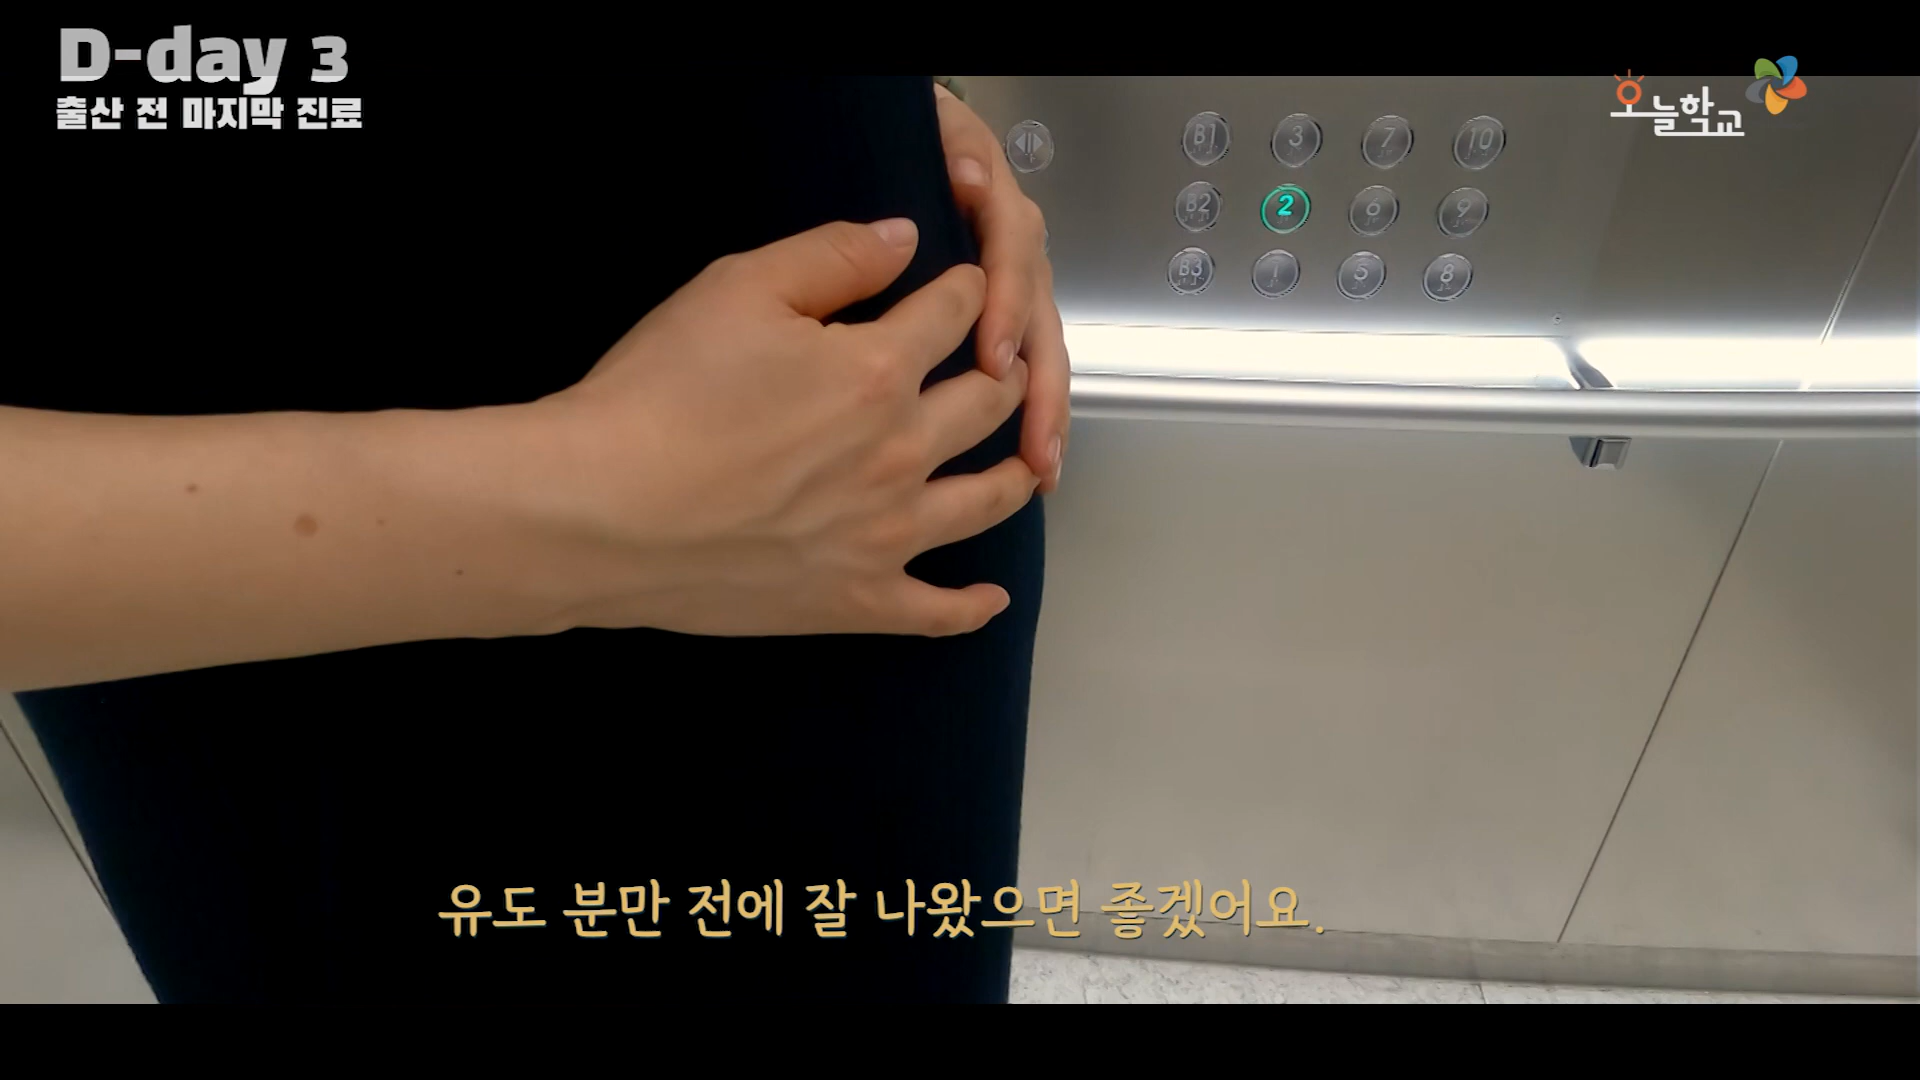 D-day 3
출산 전 마지막 진료
오늘학교
B1 3 7 10
B2 2 6 9
B3 1 5 8
유도 분만 전에 잘 나왔으면 좋겠어요.